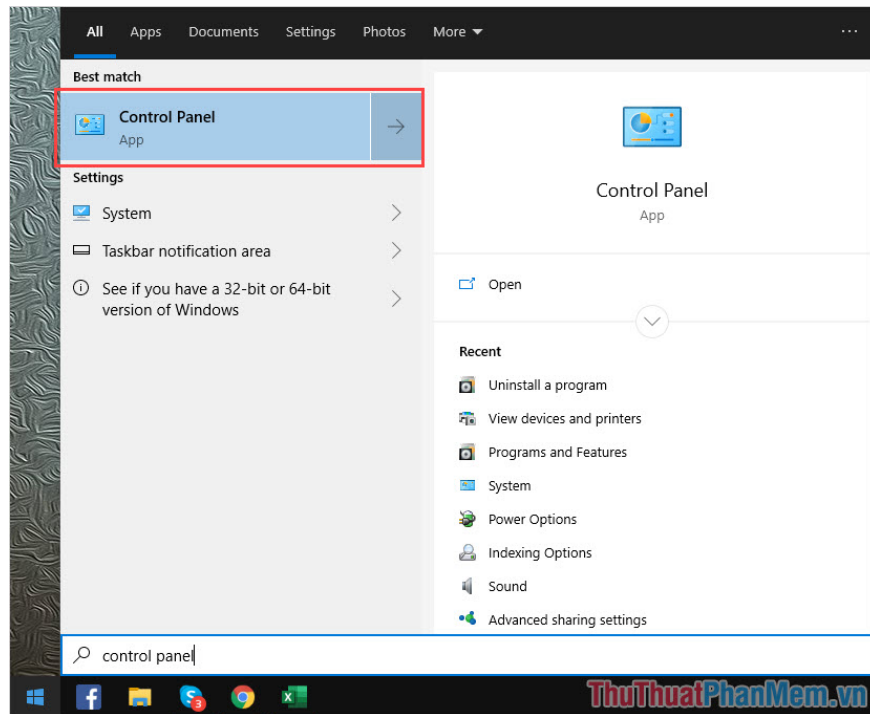 All Apps Documents Settings Photos More
Best match
Control Panel
App
Settings
System
Taskbar notification area
See if you have a 32-bit or 64-bit
version of Windows
Control Panel
App
Open
Recent
Uninstall a program
View devices and printers
Programs and Features
System
Power Options
Indexing Options
Sound
Advanced sharing settings
control panel
3
ThuThuatPhanMem.vn